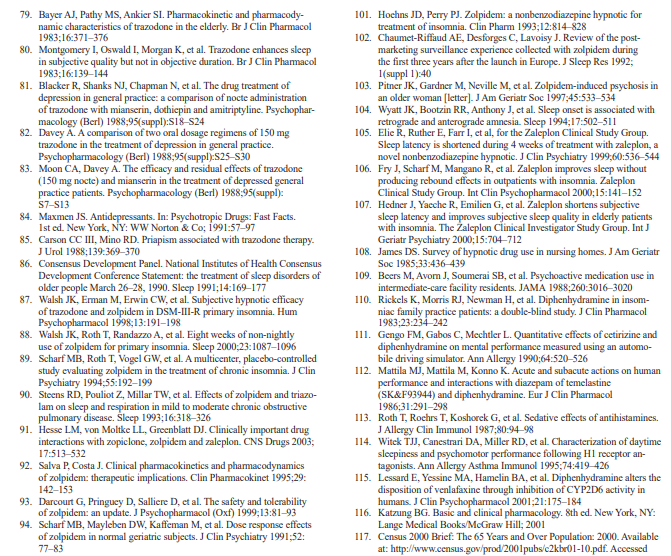 79. Bayer AJ, Pathy MS, Ankier SI. Pharmacokinetic and pharmacody-
namic characteristics of trazodone in the elderly. Br J Clin Pharmacol
1983;16:371–376
80. Montgomery I, Oswald I, Morgan K, et al. Trazodone enhances sleep
in subjective quality but not in objective duration. Br J Clin Pharmacol
1983;16:139–144
81. Blacker R, Shanks NJ, Chapman N, et al. The drug treatment of
depression in general practice: a comparison of nocte administration
of trazodone with mianserin, dothiepin and amitriptyline. Psychophar-
macology (Berl) 1988;95(suppl):S18–S24
82. Davey A. A comparison of two oral dosage regimens of 150 mg
trazodone in the treatment of depression in general practice.
Psychopharmacology (Berl) 1988;95(suppl):S25–S30
83. Moon CA, Davey A. The efficacy and residual effects of trazodone
(150 mg nocte) and mianserin in the treatment of depressed general
practice patients. Psychopharmacology (Berl) 1988;95(suppl):
S7–S13
84. Maxmen JS. Antidepressants. In: Psychotropic Drugs: Fast Facts.
1st ed. New York, NY: WW Norton & Co; 1991:57–97
85. Carson CC III, Mino RD. Priapism associated with trazodone therapy.
J Urol 1988;139:369–370
86. Consensus Development Panel. National Institutes of Health Consensus
Development Conference Statement: the treatment of sleep disorders of
older people March 26–28, 1990. Sleep 1991;14:169–177
87. Walsh JK, Erman M, Erwin CW, et al. Subjective hypnotic efficacy
of trazodone and zolpidem in DSM-III-R primary insomnia. Hum
Psychopharmacol 1998;13:191–198
88. Walsh JK, Roth T, Randazzo A, et al. Eight weeks of non-nightly
use of zolpidem for primary insomnia. Sleep 2000;23:1087–1096
89. Scharf MB, Roth T, Vogel GW, et al. A multicenter, placebo-controlled
study evaluating zolpidem in the treatment of chronic insomnia. J Clin
Psychiatry 1994;55:192–199
90. Steens RD, Pouliot Z, Millar TW, et al. Effects of zolpidem and triazo-
lam on sleep and respiration in mild to moderate chronic obstructive
pulmonary disease. Sleep 1993;16:318–326
91. Hesse LM, von Moltke LL, Greenblatt DJ. Clinically important drug
interactions with zopiclone, zolpidem and zaleplon. CNS Drugs 2003;
17:513–532
92. Salva P, Costa J. Clinical pharmacokinetics and pharmacodynamics
of zolpidem: therapeutic implications. Clin Pharmacokinet 1995;29:
142–153
93. Darcourt G, Pringuey D, Salliere D, et al. The safety and tolerability
of zolpidem: an update. J Psychopharmacol (Oxf) 1999;13:81–93
94. Scharf MB, Mayleben DW, Kaffeman M, et al. Dose response effects
of zolpidem in normal geriatric subjects. J Clin Psychiatry 1991;52:
77–83
101. Hoehns JD, Perry PJ. Zolpidem: a nonbenzodiazepine hypnotic for
treatment of insomnia. Clin Pharm 1993;12:814–828
102. Chaumet-Riffaud AE, Desforges C, Lavoisy J. Review of the post-
marketing surveillance experience collected with zolpidem during
the first three years after the launch in Europe. J Sleep Res 1992;
1(suppl 1):40
103. Pitner JK, Gardner M, Neville M, et al. Zolpidem-induced psychosis in
an older woman [letter]. J Am Geriatr Soc 1997;45:533–534
104. Wyatt JK, Bootzin RR, Anthony J, et al. Sleep onset is associated with
retrograde and anterograde amnesia. Sleep 1994;17:502–511
105. Elie R, Ruther E, Farr I, et al, for the Zaleplon Clinical Study Group.
Sleep latency is shortened during 4 weeks of treatment with zaleplon, a
novel nonbenzodiazepine hypnotic. J Clin Psychiatry 1999;60:536–544
106. Fry J, Scharf M, Mangano R, et al. Zaleplon improves sleep without
producing rebound effects in outpatients with insomnia. Zaleplon
Clinical Study Group. Int Clin Psychopharmacol 2000;15:141–152
107. Hedner J, Yaeche R, Emilien G, et al. Zaleplon shortens subjective
sleep latency and improves subjective sleep quality in elderly patients
with insomnia. The Zaleplon Clinical Investigator Study Group. Int J
Geriatr Psychiatry 2000;15:704–712
108. James DS. Survey of hypnotic drug use in nursing homes. J Am Geriatr
Soc 1985;33:436–439
109. Beers M, Avorn J, Soumerai SB, et al. Psychoactive medication use in
intermediate-care facility residents. JAMA 1988;260:3016–3020
110. Rickels K, Morris RJ, Newman H, et al. Diphenhydramine in insom-
niac family practice patients: a double-blind study. J Clin Pharmacol
1983;23:234–242
111. Gengo FM, Gabos C, Mechtler L. Quantitative effects of cetirizine and
diphenhydramine on mental performance measured using an automo-
bile driving simulator. Ann Allergy 1990;64:520–526
112. Mattila MJ, Mattila M, Konno K. Acute and subacute actions on human
performance and interactions with diazepam of temelastine
(SK&F93944) and diphenhydramine. Eur J Clin Pharmacol
1986;31:291–298
113. Roth T, Roehrs T, Koshorek G, et al. Sedative effects of antihistamines.
J Allergy Clin Immunol 1987;80:94–98
114. Witek TJJ, Canestrari DA, Miller RD, et al. Characterization of daytime
sleepiness and psychomotor performance following H1 receptor an-
tagonists. Ann Allergy Asthma Immunol 1995;74:419–426
115. Lessard E, Yessine MA, Hamelin BA, et al. Diphenhydramine alters the
disposition of venlafaxine through inhibition of CYP2D6 activity in
humans. J Clin Psychopharmacol 2001;21:175–184
116. Katzung BG. Basic and clinical pharmacology. 8th ed. New York, NY:
Lange Medical Books/McGraw Hill; 2001
117. Census 2000 Brief: The 65 Years and Over Population: 2000. Available
at: http://www.census.gov/prod/2001pubs/c2kbr01-10.pdf. Accessed